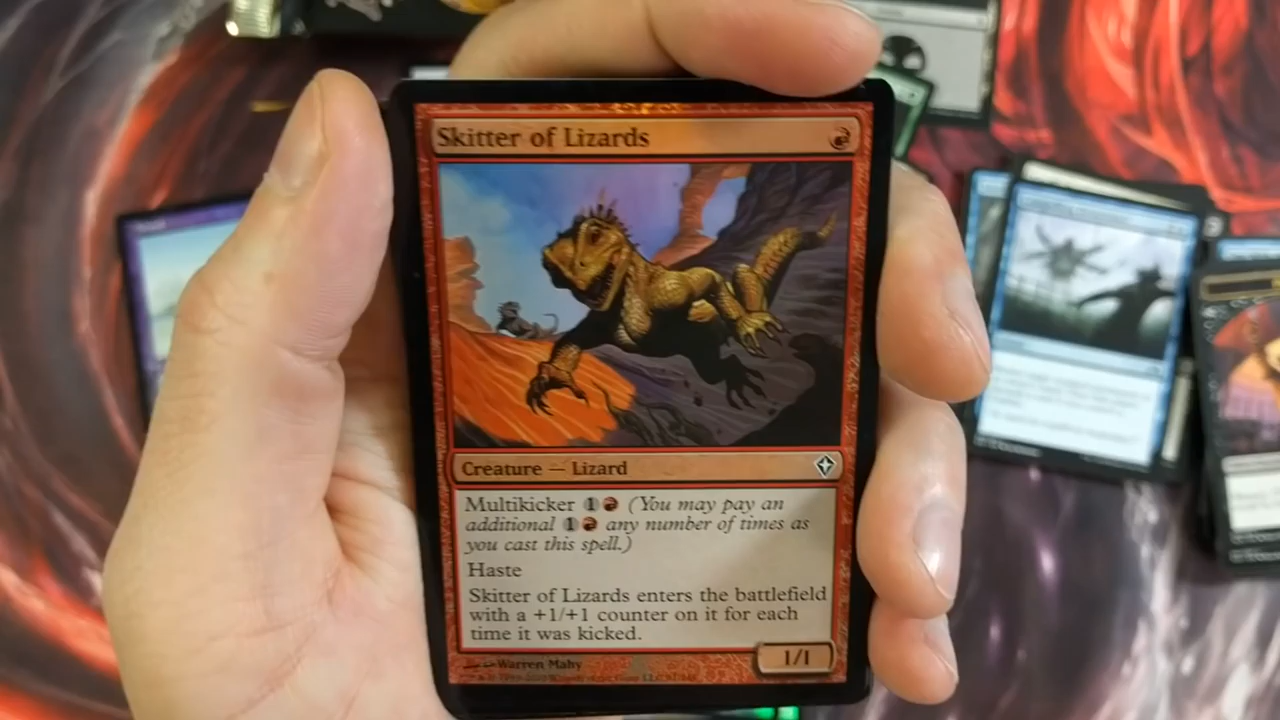 Skitter of Lizards
Creature — Lizard
Multikicker 1 (You may pay an
additional 1 any number of times as
you cast this spell.)
Haste
Skitter of Lizards enters the battlefield
with a +1/+1 counter on it for each
time it was kicked.
Warren Mahy
1/1